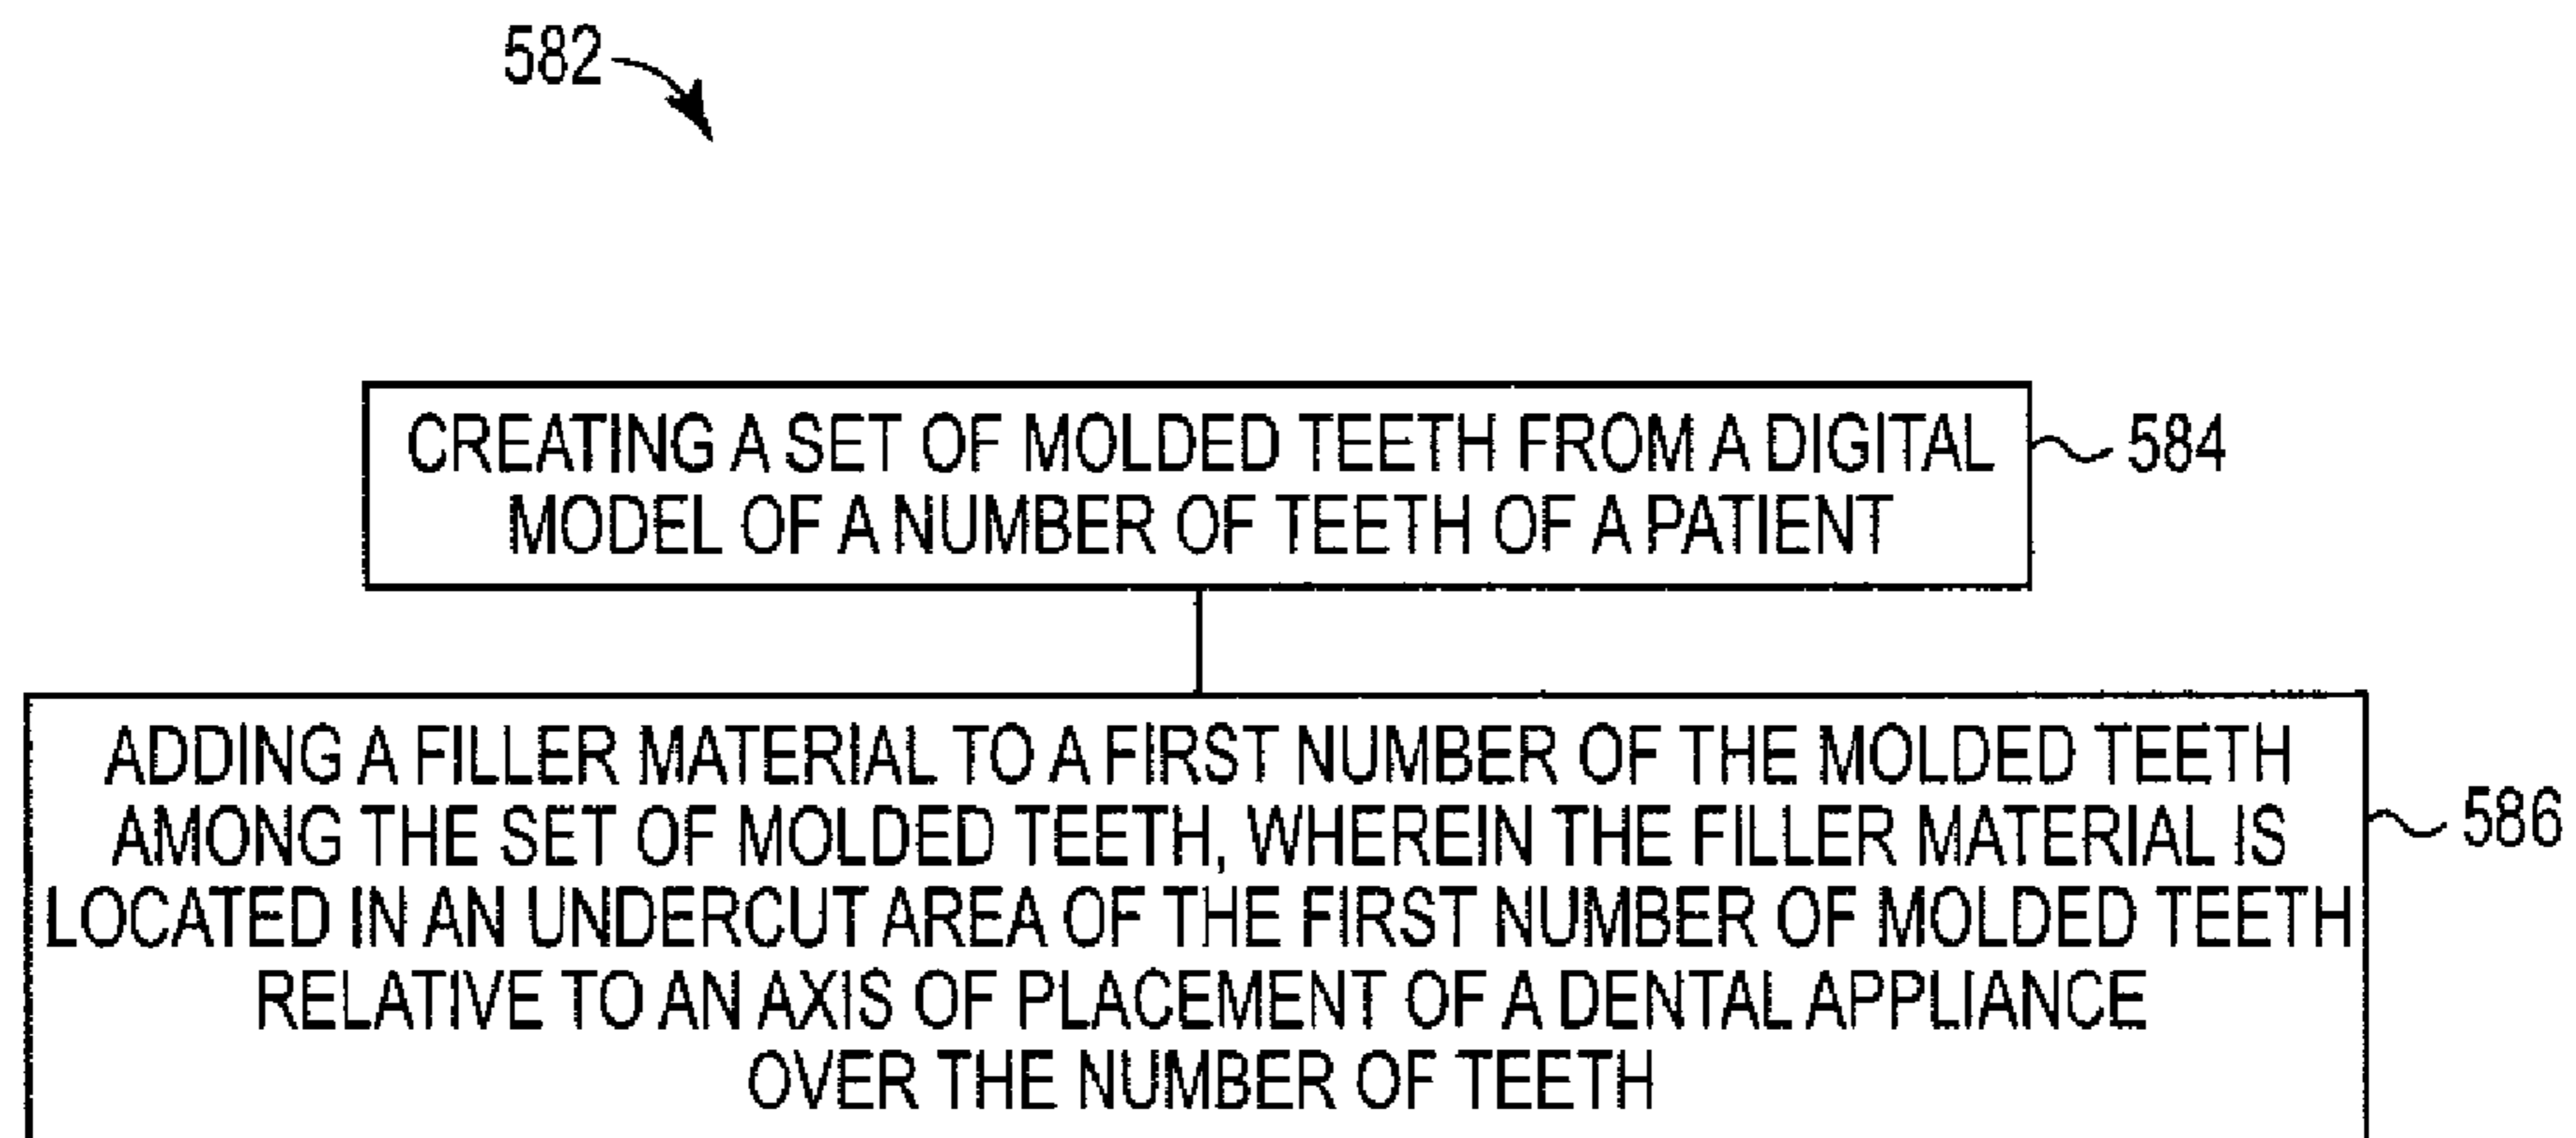 582
CREATING A SET OF MOLDED TEETH FROM A DIGITAL
MODEL OF A NUMBER OF TEETH OF A PATIENT
584
ADDING A FILLER MATERIAL TO A FIRST NUMBER OF THE MOLDED TEETH
AMONG THE SET OF MOLDED TEETH, WHEREIN THE FILLER MATERIAL IS
LOCATED IN AN UNDERCUT AREA OF THE FIRST NUMBER OF MOLDED TEETH
RELATIVE TO AN AXIS OF PLACEMENT OF A DENTAL APPLIANCE
OVER THE NUMBER OF TEETH
586